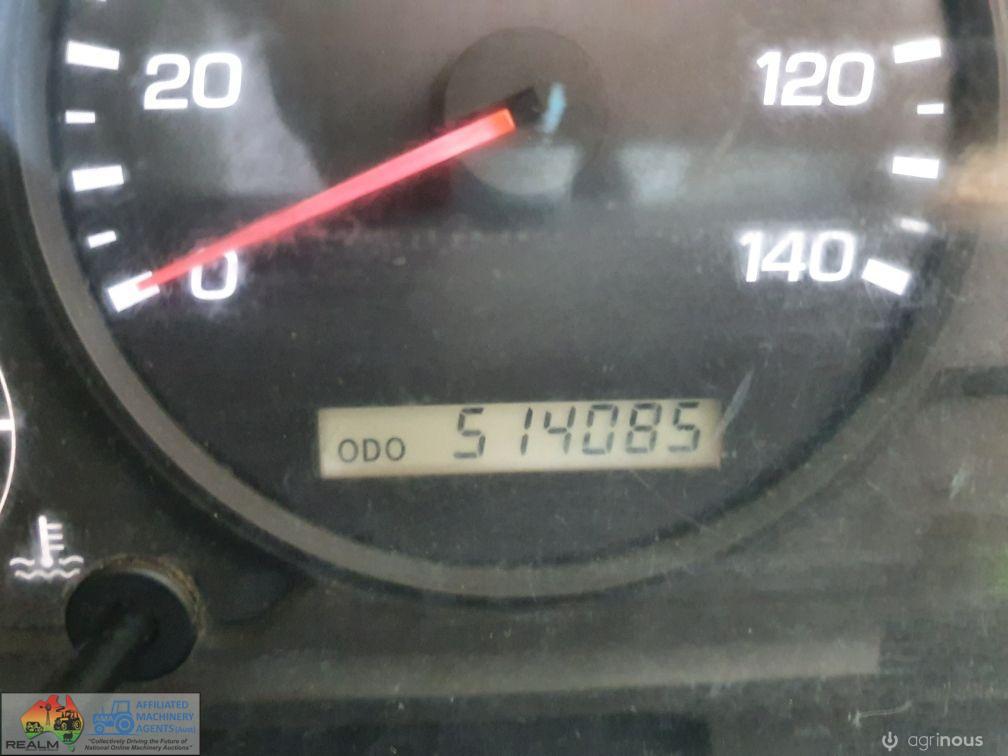 20
120
0
140
ODO 514085
REALM
AMA
AFFILIATED
MACHINERY
AGENTS (Aust)
"Collectively Driving the Future of
National Online Machinery Auctions"
agrinous